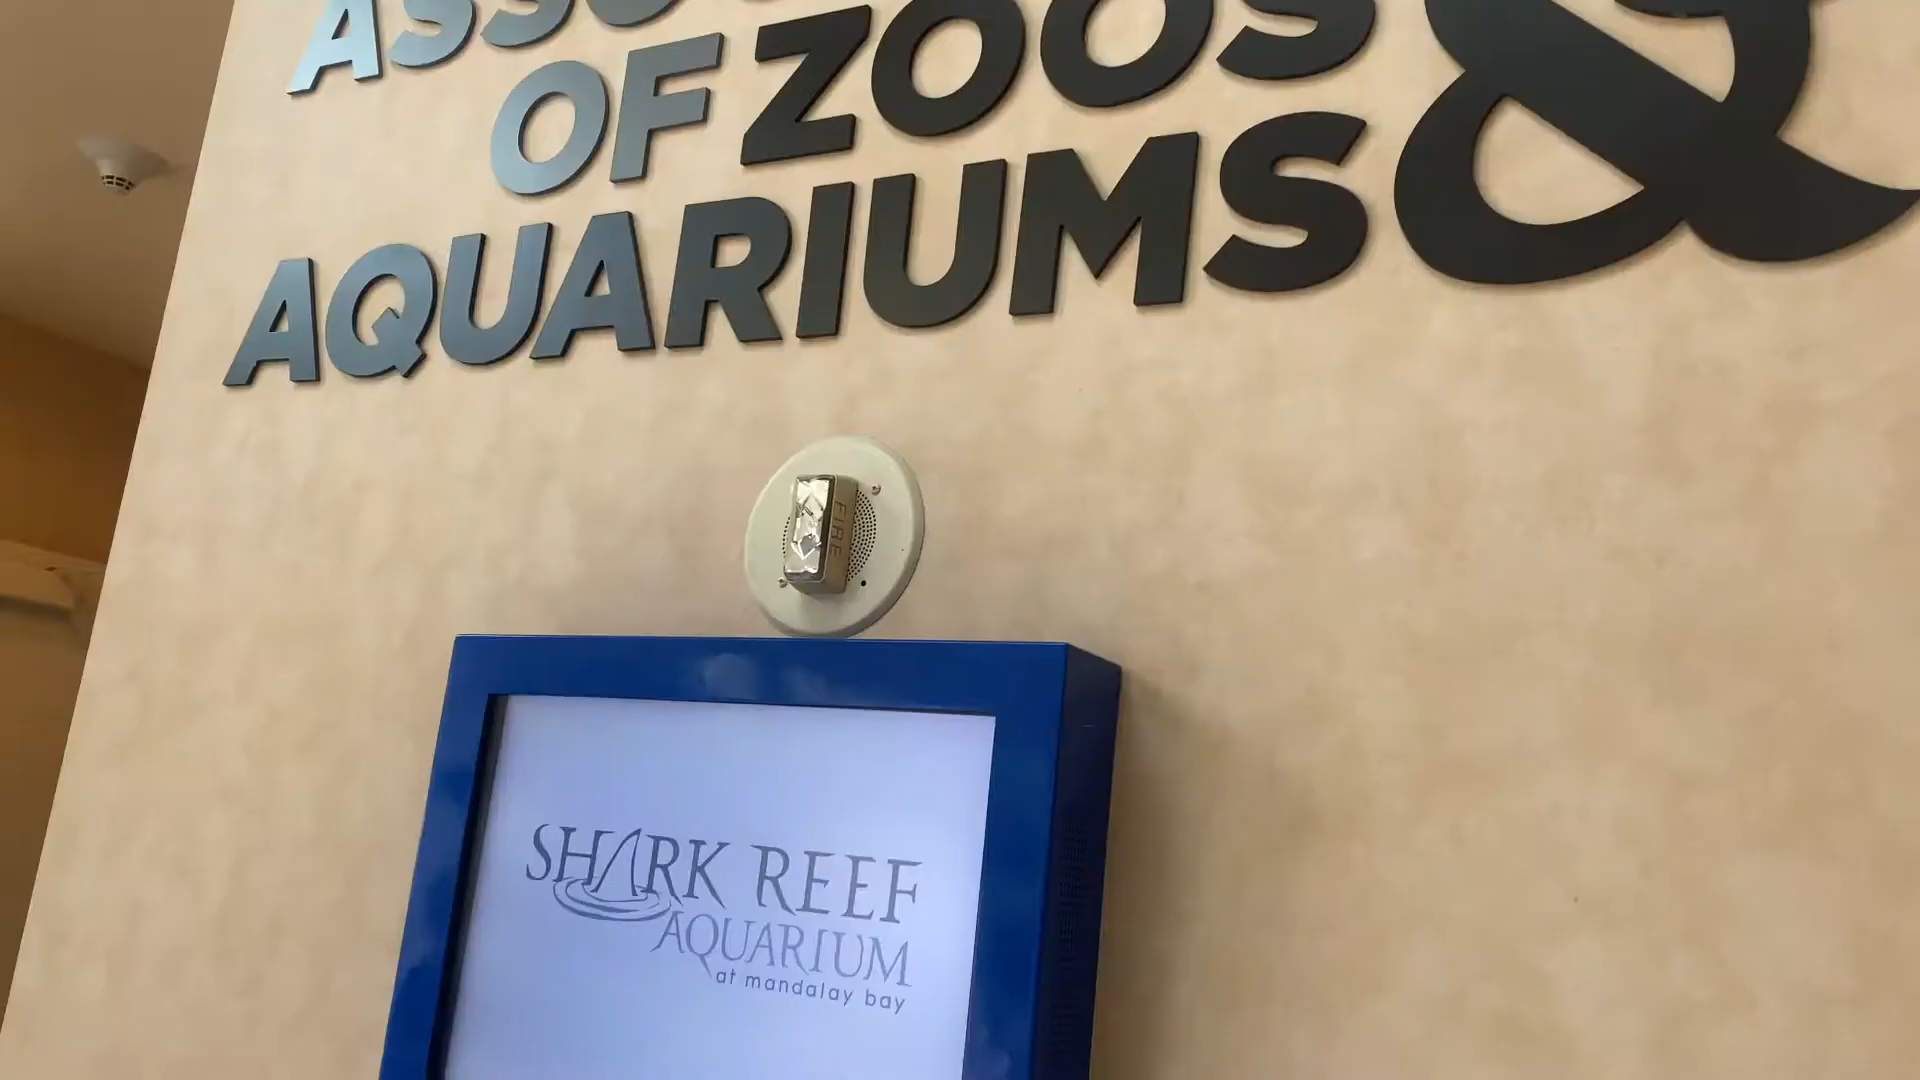 OF ZOOS &
AQUARIUMS
FIRE
SHARK REEF
AQUARIUM
at mandalay bay